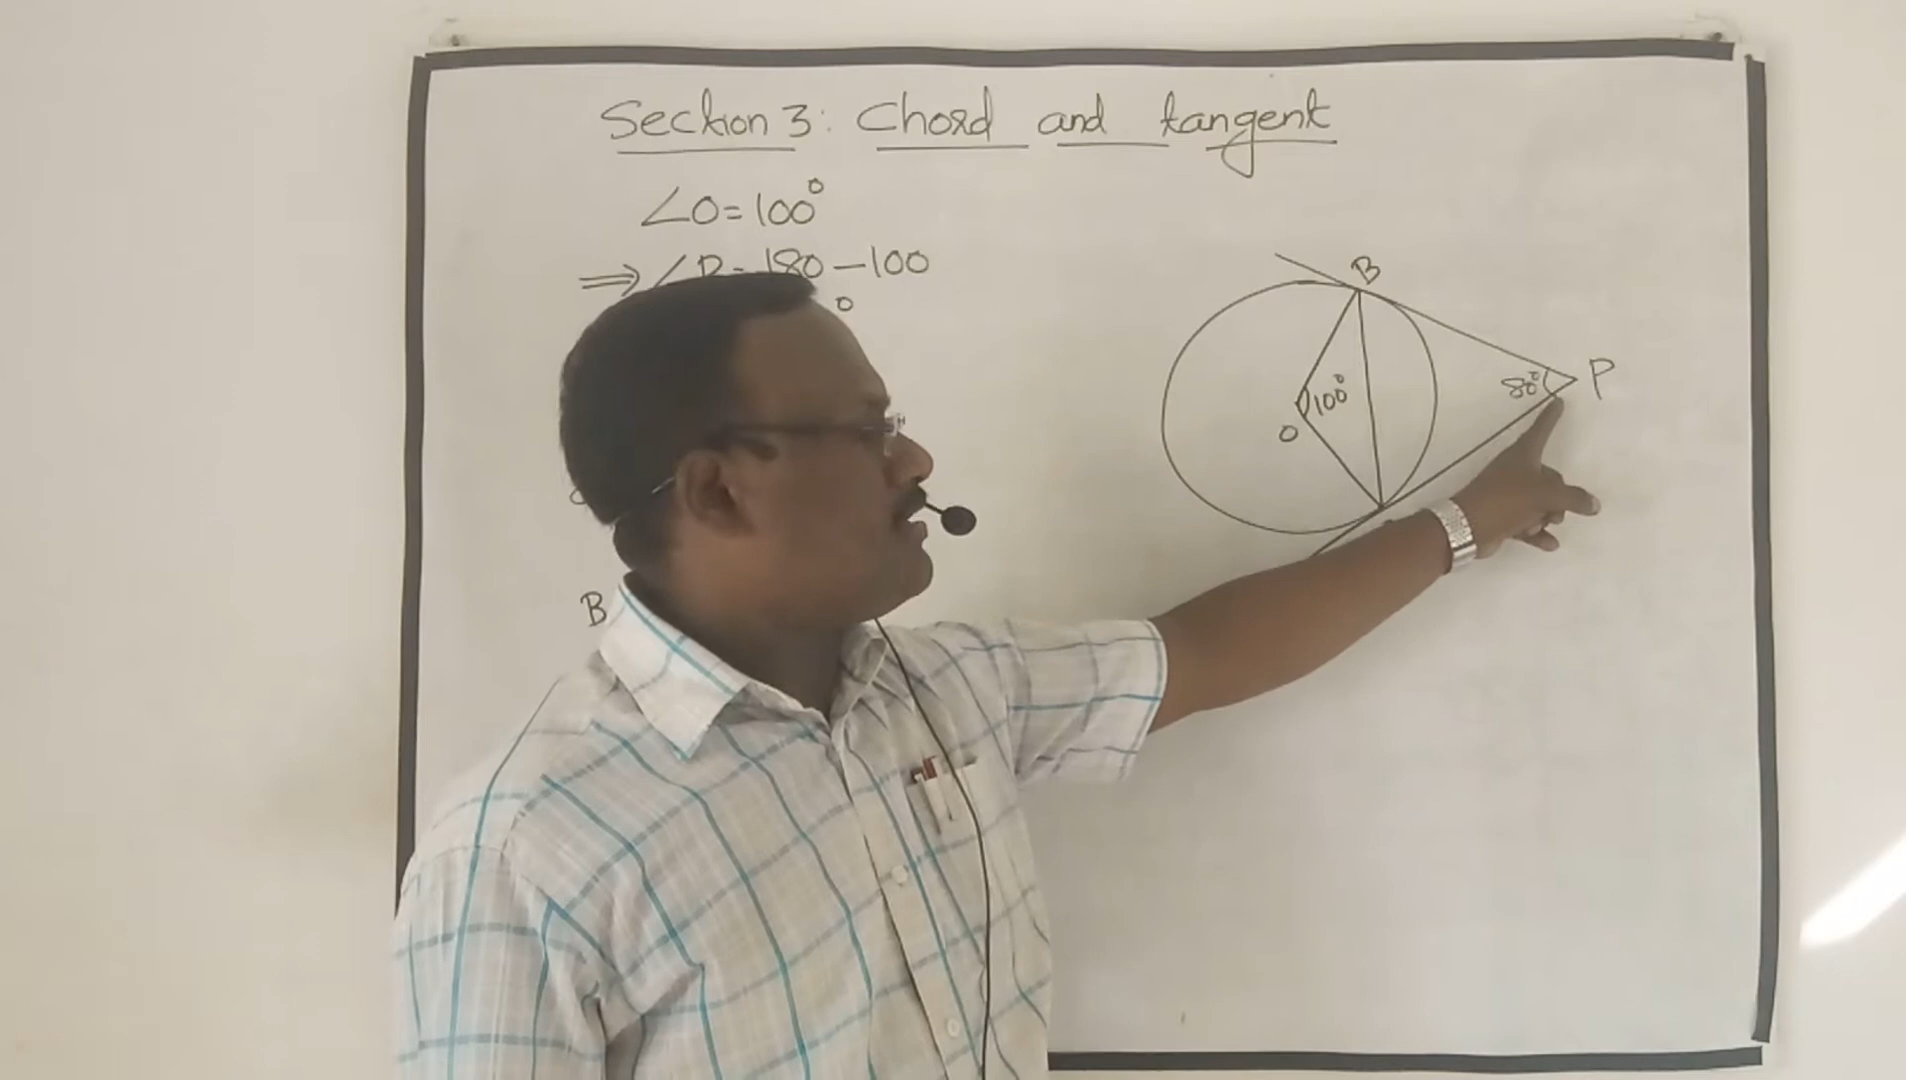 Section 3: Chord and tangent
∠O = 100°
⇒ ∠P = 180 - 100
°
B
100°
O
80°
P
B